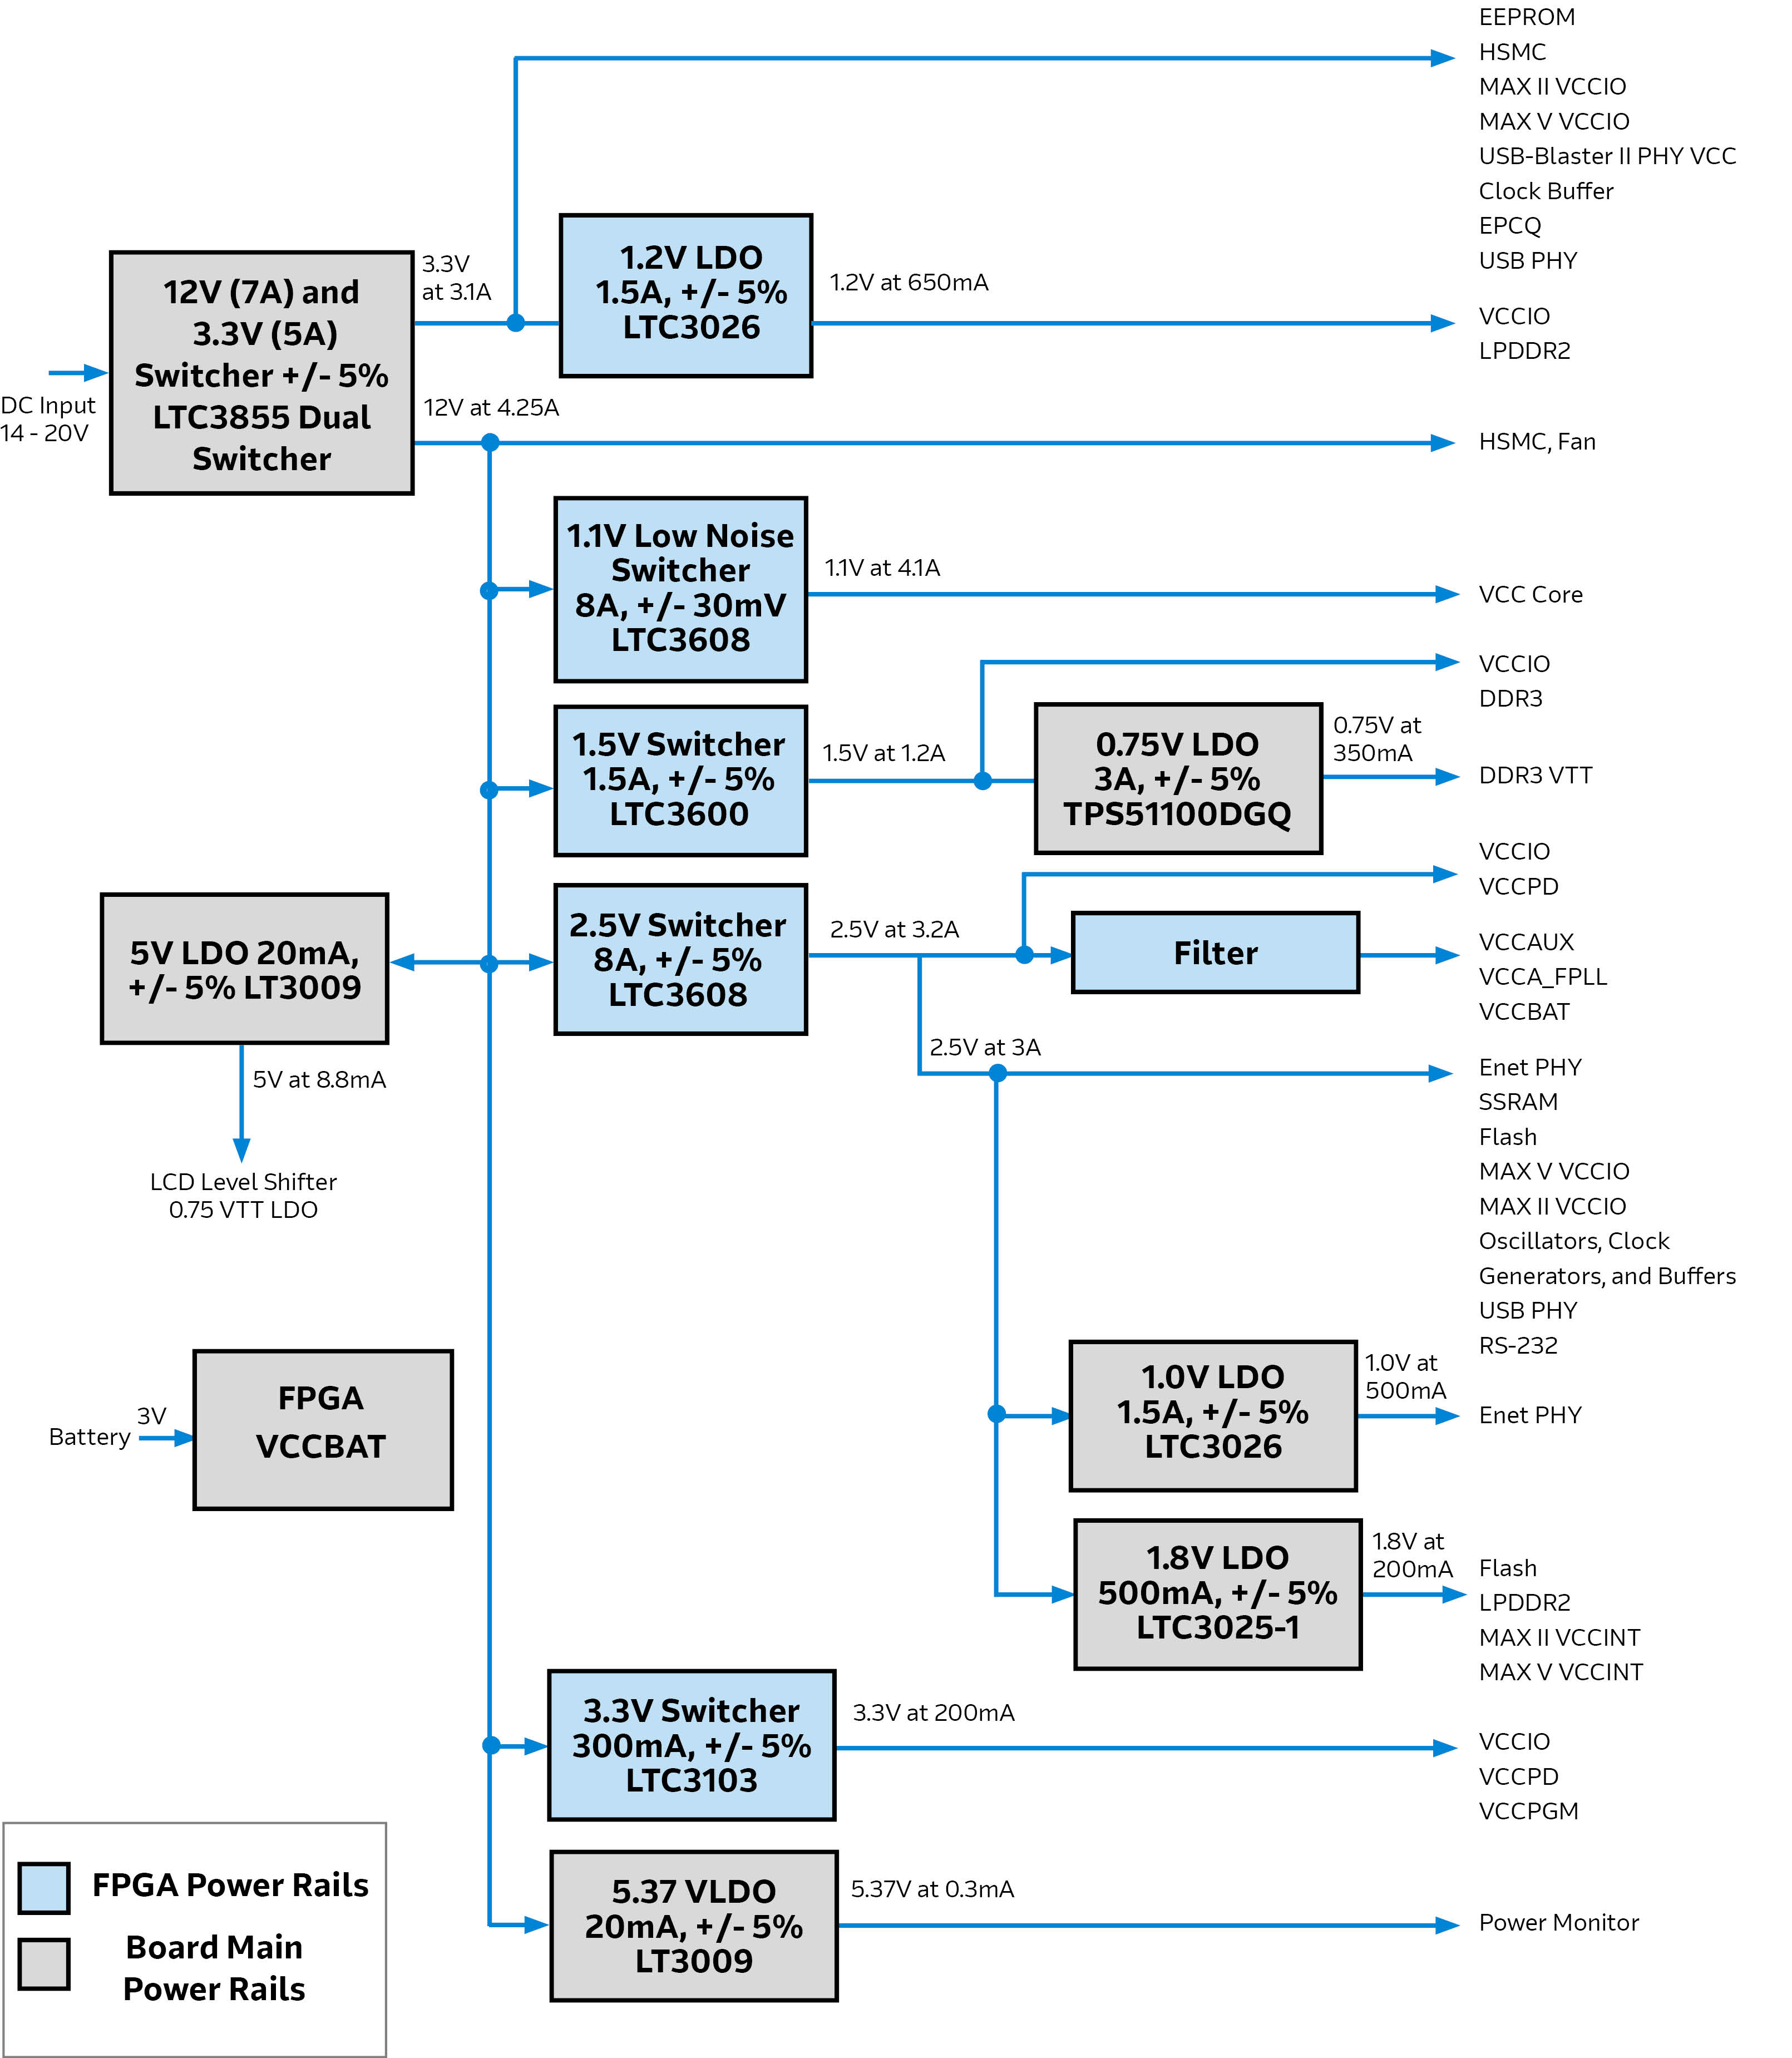 EEPROM
HSMC
MAX II VCCIO
MAX V VCCIO
USB-Blaster II PHY VCC
Clock Buffer
EPCQ
USB PHY
DC Input
14 - 20V
12V (7A) and
3.3V (5A)
Switcher +/- 5%
LTC3855 Dual
Switcher
3.3V
at 3.1A
1.2V LDO
1.5A, +/- 5%
LTC3026
1.2V at 650mA
VCCIO
LPDDR2
12V at 4.25A
HSMC, Fan
1.1V Low Noise
Switcher
8A, +/- 30mV
LTC3608
1.1V at 4.1A
VCC Core
1.5V Switcher
1.5A, +/- 5%
LTC3600
1.5V at 1.2A
VCCIO
DDR3
0.75V LDO
3A, +/- 5%
TPS51100DGQ
0.75V at
350mA
DDR3 VTT
5V LDO 20mA,
+/- 5% LT3009
5V at 8.8mA
LCD Level Shifter
0.75 VTT LDO
2.5V Switcher
8A, +/- 5%
LTC3608
2.5V at 3.2A
VCCIO
VCCPD
Filter
VCCAUX
VCCA_FPLL
VCCBAT
2.5V at 3A
Enet PHY
SSRAM
Flash
MAX V VCCIO
MAX II VCCIO
Oscillators, Clock
Generators, and Buffers
USB PHY
RS-232
1.0V LDO
1.5A, +/- 5%
LTC3026
1.0V at
500mA
Enet PHY
Battery
3V
FPGA
VCCBAT
1.8V LDO
500mA, +/- 5%
LTC3025-1
1.8V at
200mA
Flash
LPDDR2
MAX II VCCINT
MAX V VCCINT
3.3V Switcher
300mA, +/- 5%
LTC3103
3.3V at 200mA
VCCIO
VCCPD
VCCPGM
5.37 VLDO
20mA, +/- 5%
LT3009
5.37V at 0.3mA
Power Monitor
FPGA Power Rails
Board Main
Power Rails